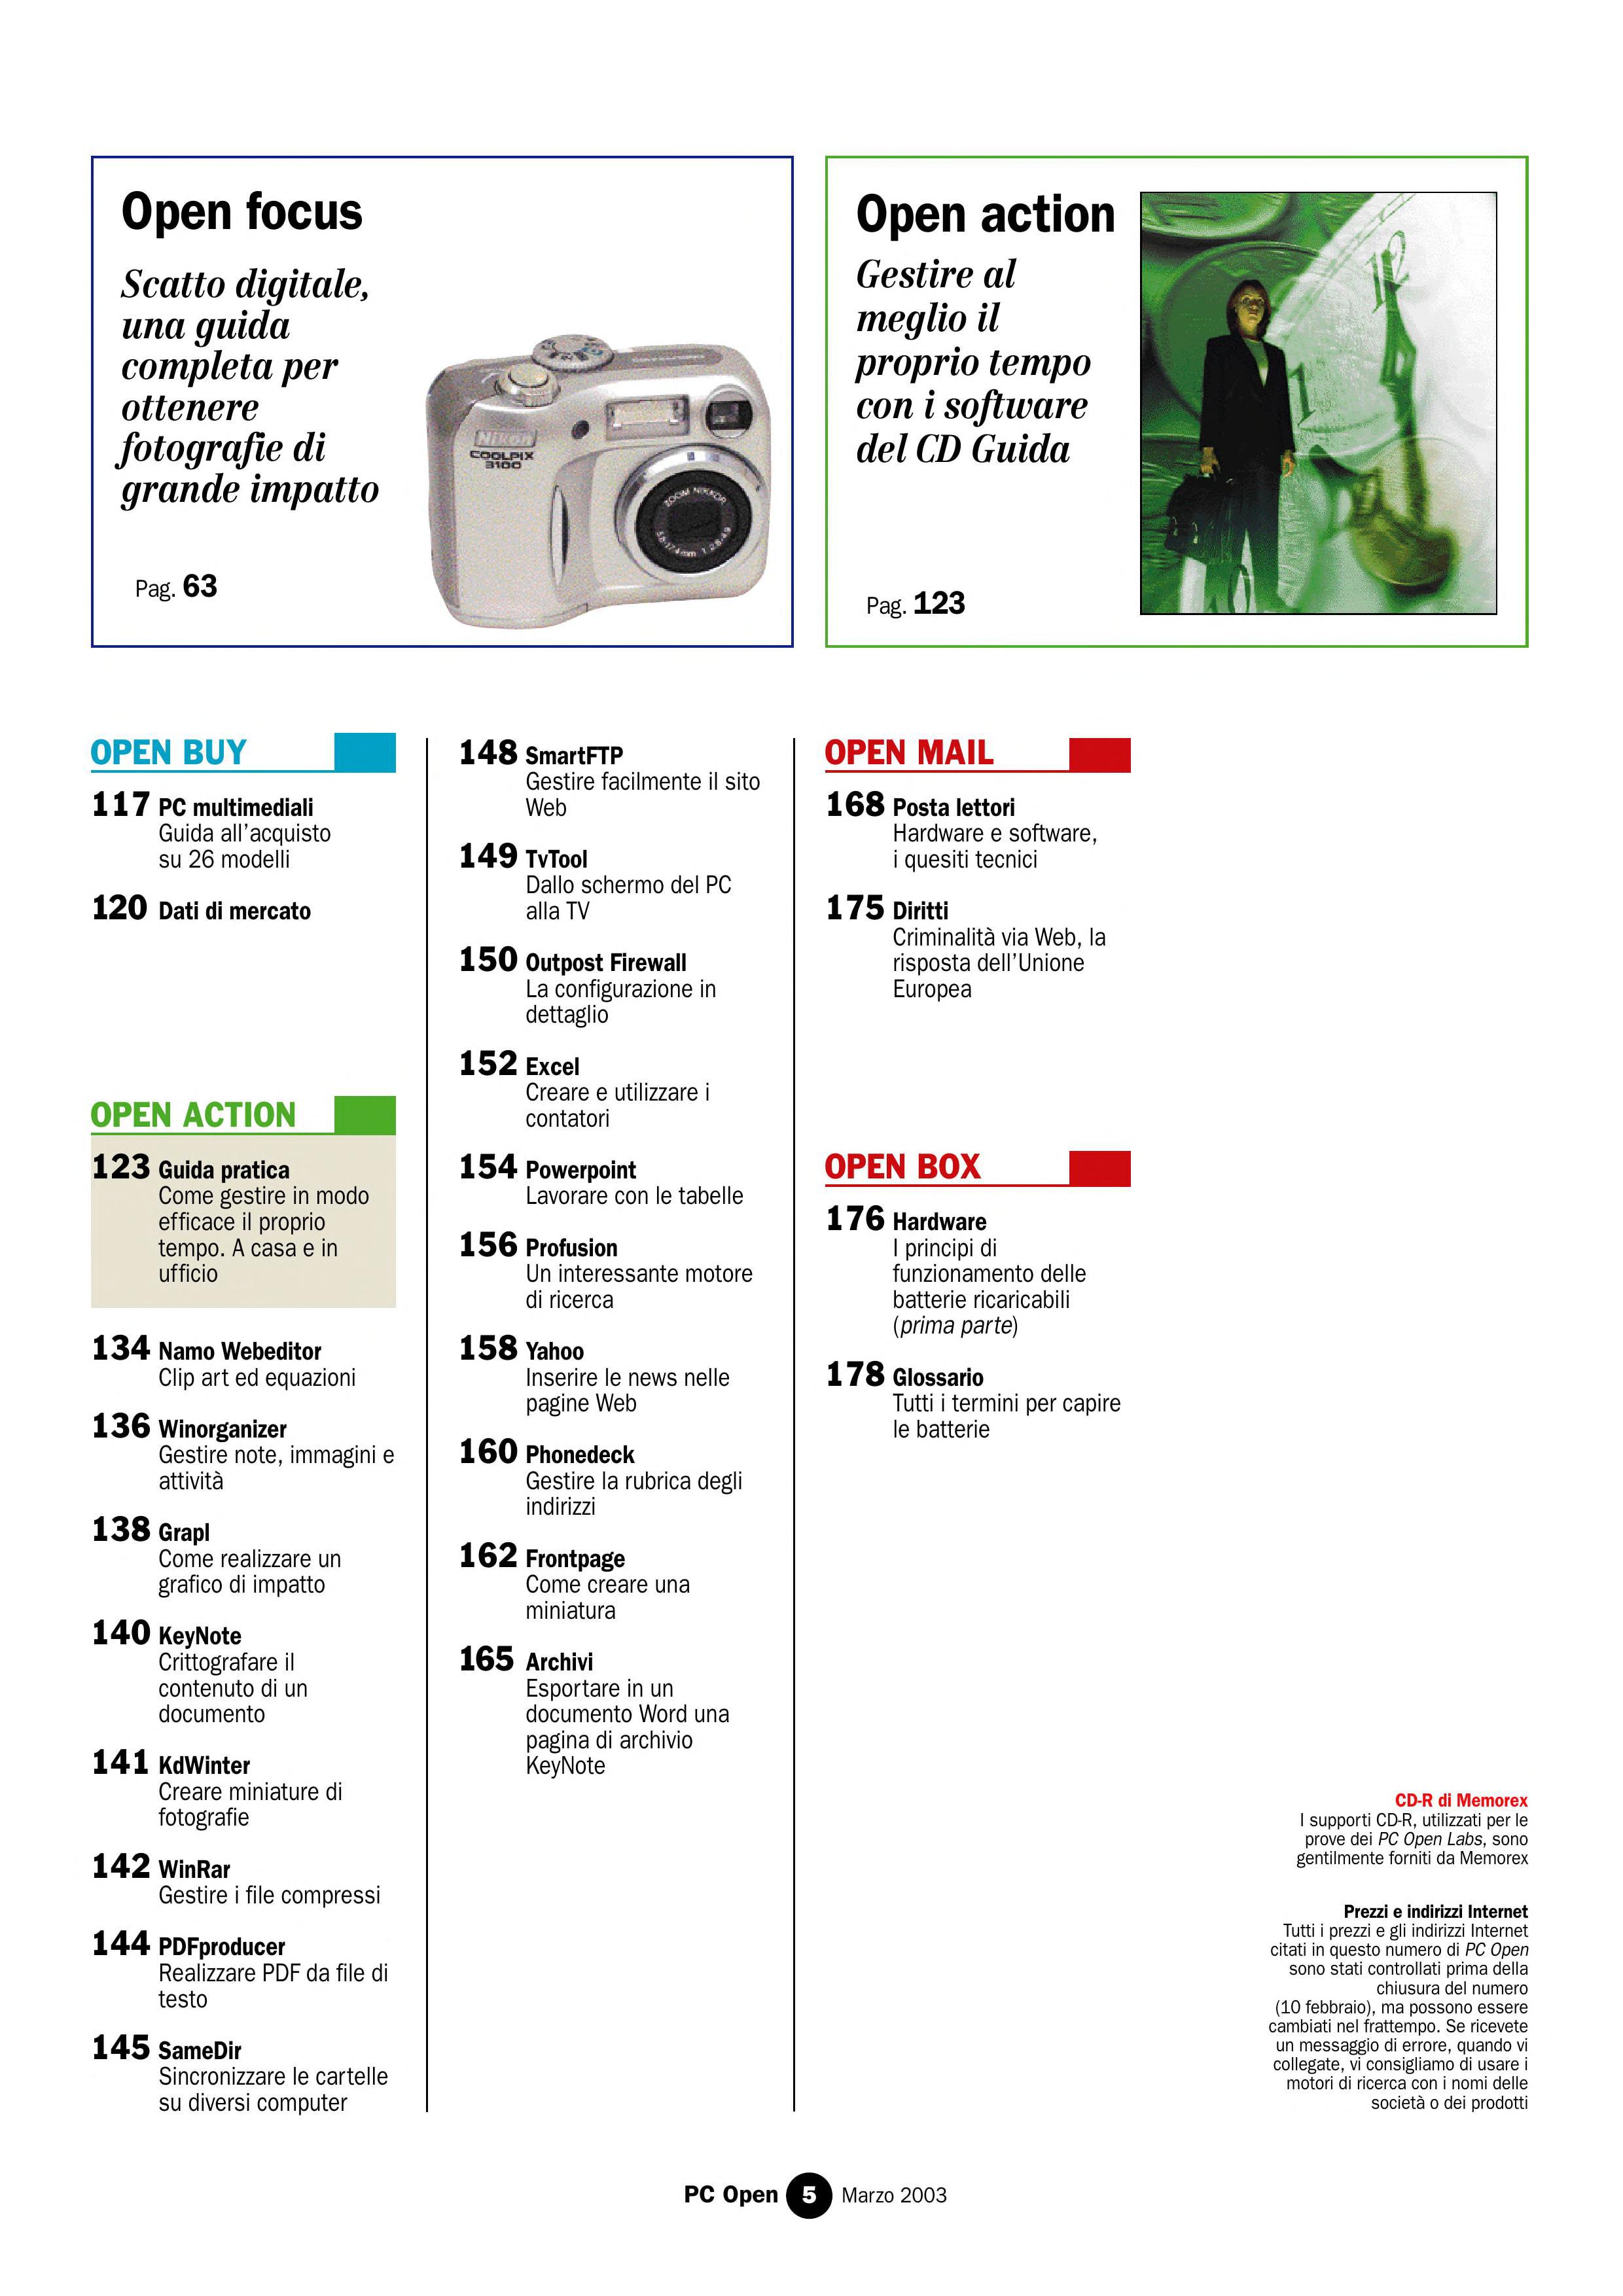 Open focus
Scatto digitale,
una guida
completa per
ottenere
fotografie di
grande impatto
Pag. 63
Nikon
COOLPIX
3100
ZOOM NIKKOR
Open action
Gestire al
meglio il
proprio tempo
con i software
del CD Guida
Pag. 123
12
1
OPEN BUY
117 PC multimediali
Guida all'acquisto
su 26 modelli
120 Dati di mercato
OPEN ACTION
123 Guida pratica
Come gestire in modo
efficace il proprio
tempo. A casa e in
ufficio
134 Namo Webeditor
Clip art ed equazioni
136 Winorganizer
Gestire note, immagini e
attività
138 Grapl
Come realizzare un
grafico di impatto
140 KeyNote
Crittografare il
contenuto di un
documento
141 KdWinter
Creare miniature di
fotografie
142 WinRar
Gestire i file compressi
144 PDFproducer
Realizzare PDF da file di
testo
145 SameDir
Sincronizzare le cartelle
su diversi computer
148 SmartFTP
Gestire facilmente il sito
Web
149 TvTool
Dallo schermo del PC
alla TV
150 Outpost Firewall
La configurazione in
dettaglio
152 Excel
Creare e utilizzare i
contatori
154 Powerpoint
Lavorare con le tabelle
156 Profusion
Un interessante motore
di ricerca
158 Yahoo
Inserire le news nelle
pagine Web
160 Phonedeck
Gestire la rubrica degli
indirizzi
162 Frontpage
Come creare una
miniatura
165 Archivi
Esportare in un
documento Word una
pagina di archivio
KeyNote
OPEN MAIL
168 Posta lettori
Hardware e software,
i quesiti tecnici
175 Diritti
Criminalità via Web, la
risposta dell'Unione
Europea
OPEN BOX
176 Hardware
I principi di
funzionamento delle
batterie ricaricabili
(prima parte)
178 Glossario
Tutti i termini per capire
le batterie
CD-R di Memorex
I supporti CD-R, utilizzati per le
prove dei PC Open Labs, sono
gentilmente forniti da Memorex
Prezzi e indirizzi Internet
Tutti i prezzi e gli indirizzi Internet
citati in questo numero di PC Open
sono stati controllati prima della
chiusura del numero
(10 febbraio), ma possono essere
cambiati nel frattempo. Se ricevete
un messaggio di errore, quando vi
collegate, vi consigliamo di usare i
motori di ricerca con i nomi delle
società o dei prodotti
PC Open 5 Marzo 2003